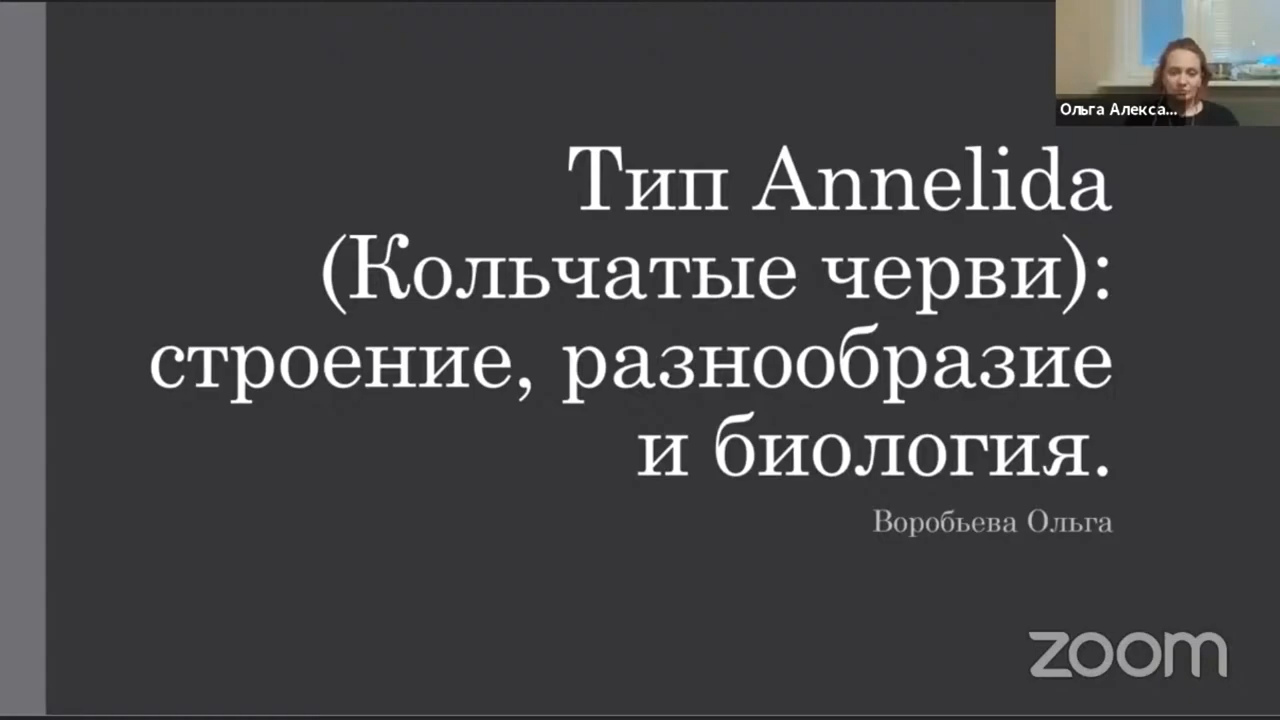 Ольга Алекса...
Тип Annelida
(Кольчатые черви):
строение, разнообразие
и биология.
Воробьева Ольга
zoom